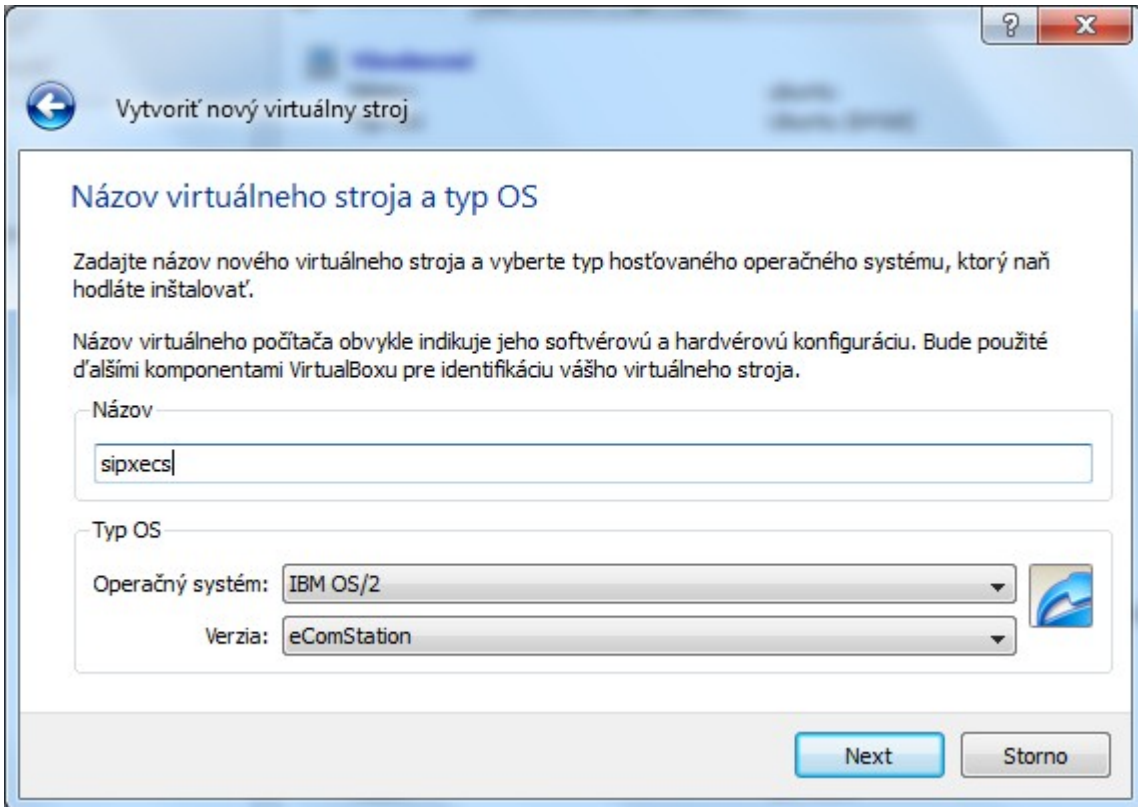 Vytvoriť nový virtuálny stroj
Názov virtuálneho stroja a typ OS
Zadajte názov nového virtuálneho stroja a vyberte typ hosťovaného operačného systému, ktorý naň
hodláte inštalovať.
Názov virtuálneho počítača obvykle indikuje jeho softvérovú a hardvérovú konfiguráciu. Bude použité
ďalšími komponentami VirtualBoxu pre identifikáciu vášho virtuálneho stroja.
Názov
sipxecs
Typ OS
Operačný systém: IBM OS/2
Verzia: eComStation
Next Storno